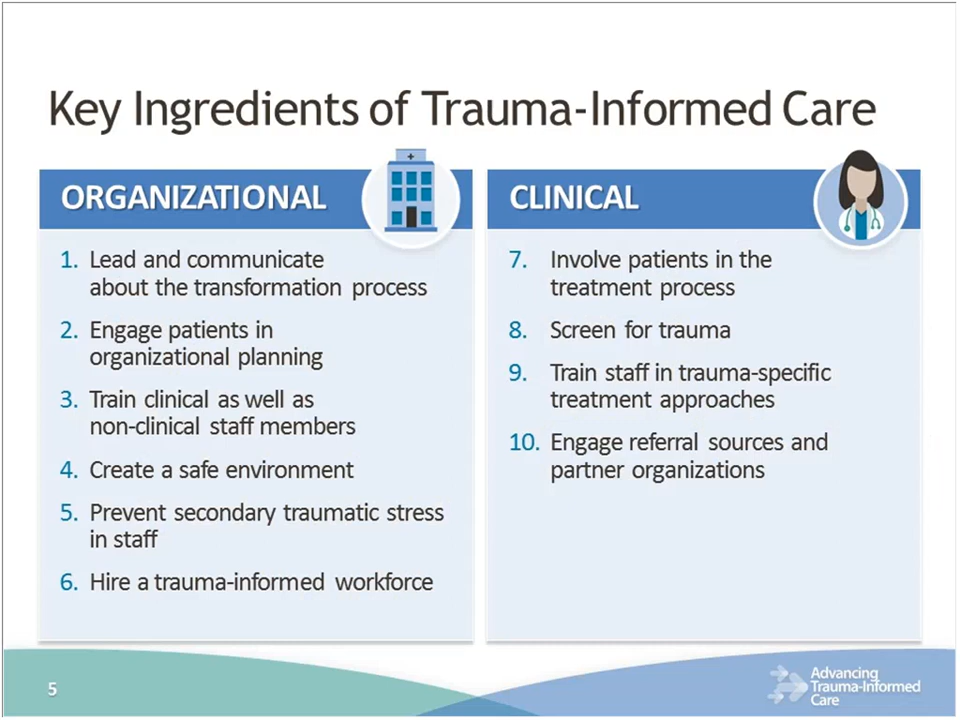 Key Ingredients of Trauma-Informed Care
ORGANIZATIONAL
1. Lead and communicate
about the transformation process
2. Engage patients in
organizational planning
3. Train clinical as well as
non-clinical staff members
4. Create a safe environment
5. Prevent secondary traumatic stress
in staff
6. Hire a trauma-informed workforce
CLINICAL
7. Involve patients in the
treatment process
8. Screen for trauma
9. Train staff in trauma-specific
treatment approaches
10. Engage referral sources and
partner organizations
5
Advancing
Trauma-Informed
Care